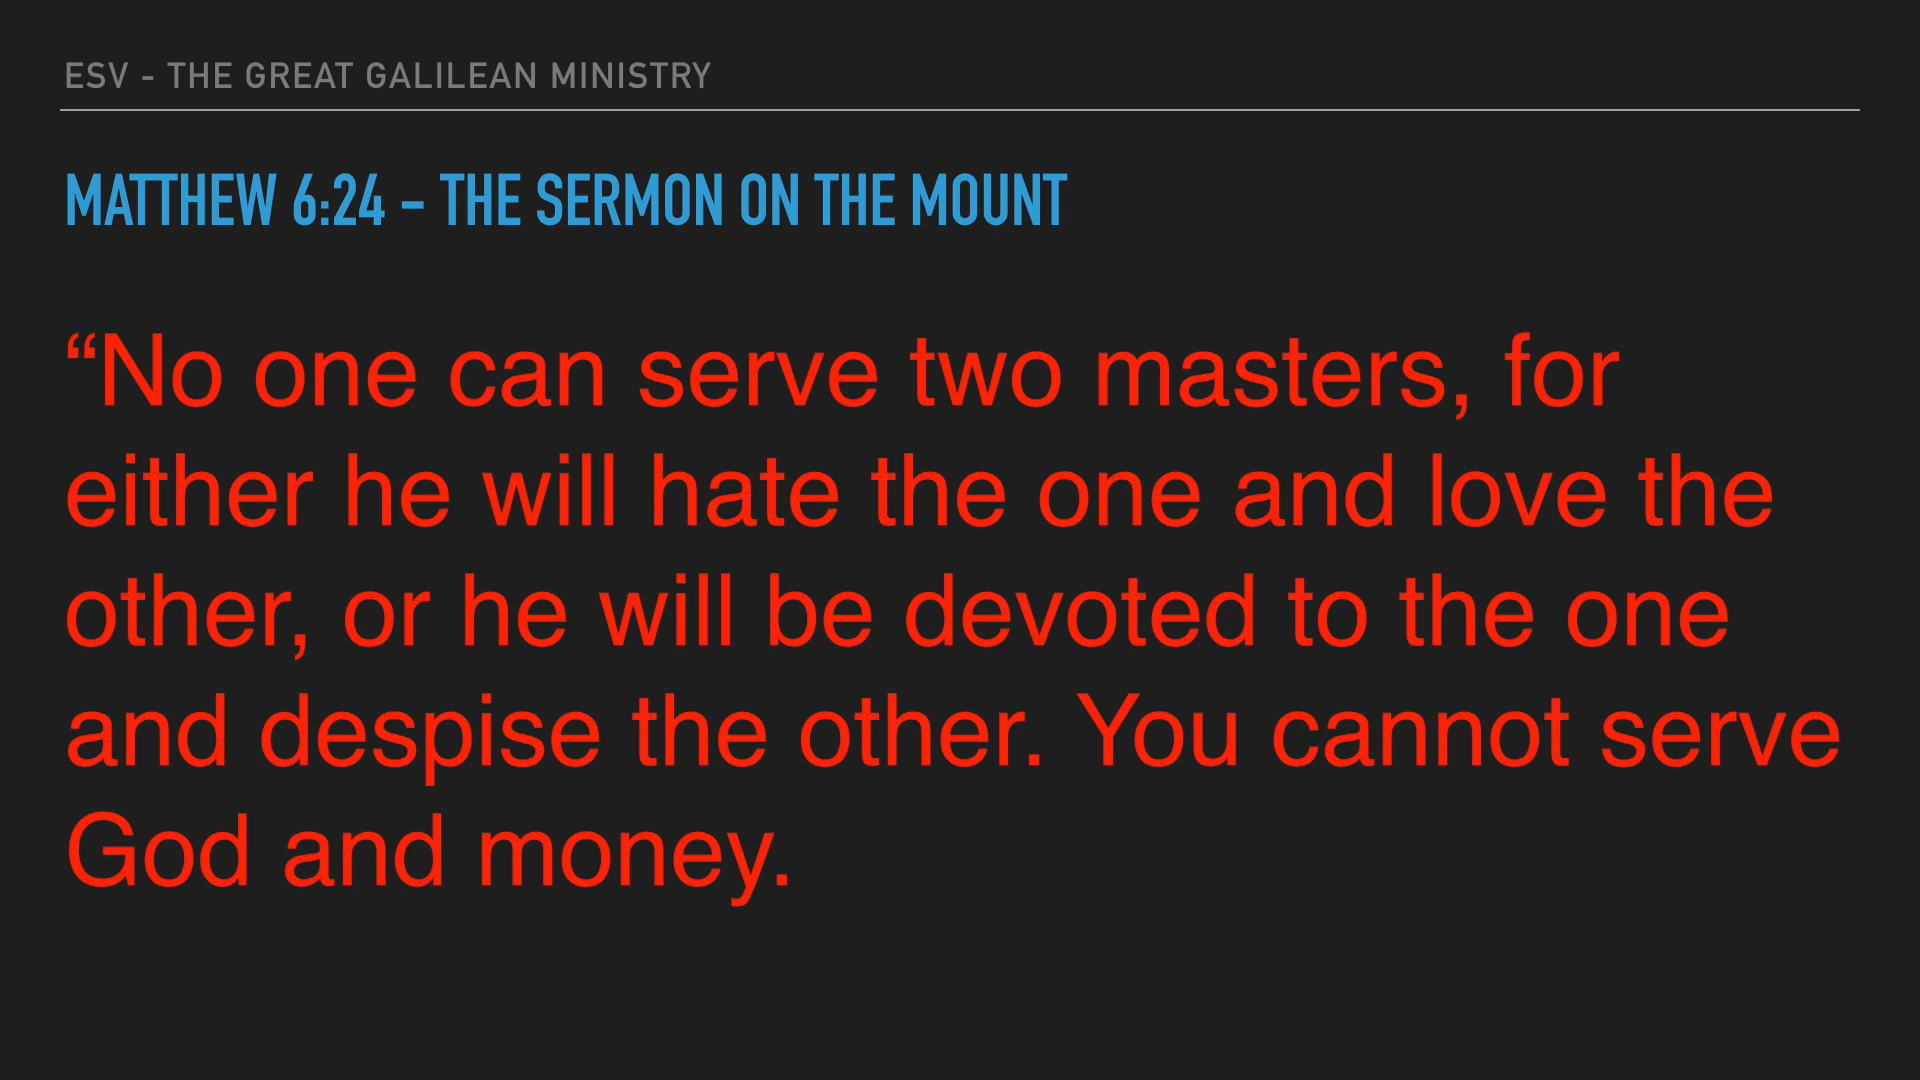 ESV - THE GREAT GALILEAN MINISTRY
MATTHEW 6:24 – THE SERMON ON THE MOUNT
“No one can serve two masters, for
either he will hate the one and love the
other, or he will be devoted to the one
and despise the other. You cannot serve
God and money.